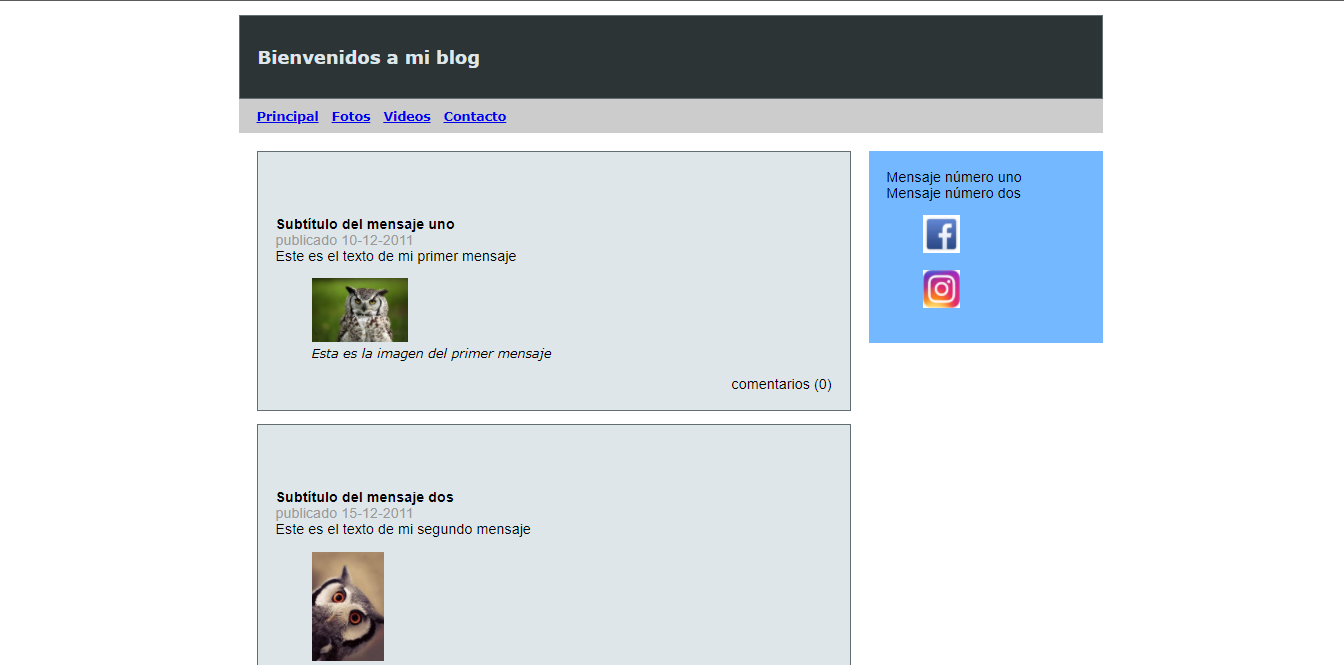 Bienvenidos a mi blog
Principal Fotos Videos Contacto
Subtítulo del mensaje uno
publicado 10-12-2011
Este es el texto de mi primer mensaje
Esta es la imagen del primer mensaje
comentarios (0)
Subtítulo del mensaje dos
publicado 15-12-2011
Este es el texto de mi segundo mensaje
Mensaje número uno
Mensaje número dos